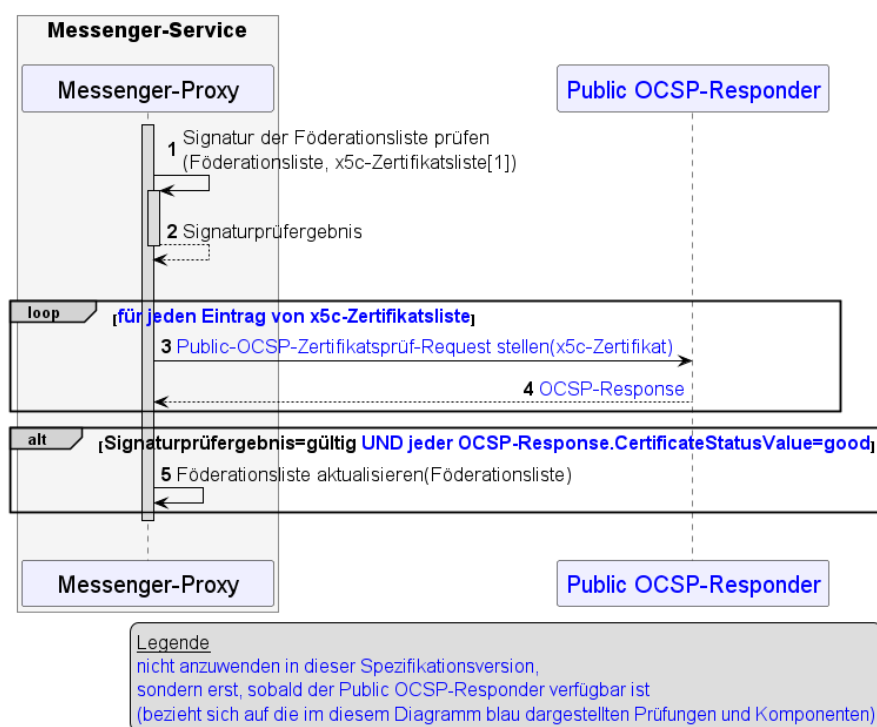 Messenger-Service
Messenger-Proxy
Public OCSP-Responder
1 Signatur der Föderationsliste prüfen
(Föderationsliste, x5c-Zertifikatsliste[1])
2 Signaturprüfergebnis
loop [für jeden Eintrag von x5c-Zertifikatsliste]
3 Public-OCSP-Zertifikatsprüf-Request stellen(x5c-Zertifikat)
4 OCSP-Response
alt [Signaturprüfergebnis=gültig UND jeder OCSP-Response.CertificateStatusValue=good]
5 Föderationsliste aktualisieren(Föderationsliste)
Messenger-Proxy
Public OCSP-Responder
Legende
nicht anzuwenden in dieser Spezifikationsversion,
sondern erst, sobald der Public OCSP-Responder verfügbar ist
(bezieht sich auf die im diesem Diagramm blau dargestellten Prüfungen und Komponenten)